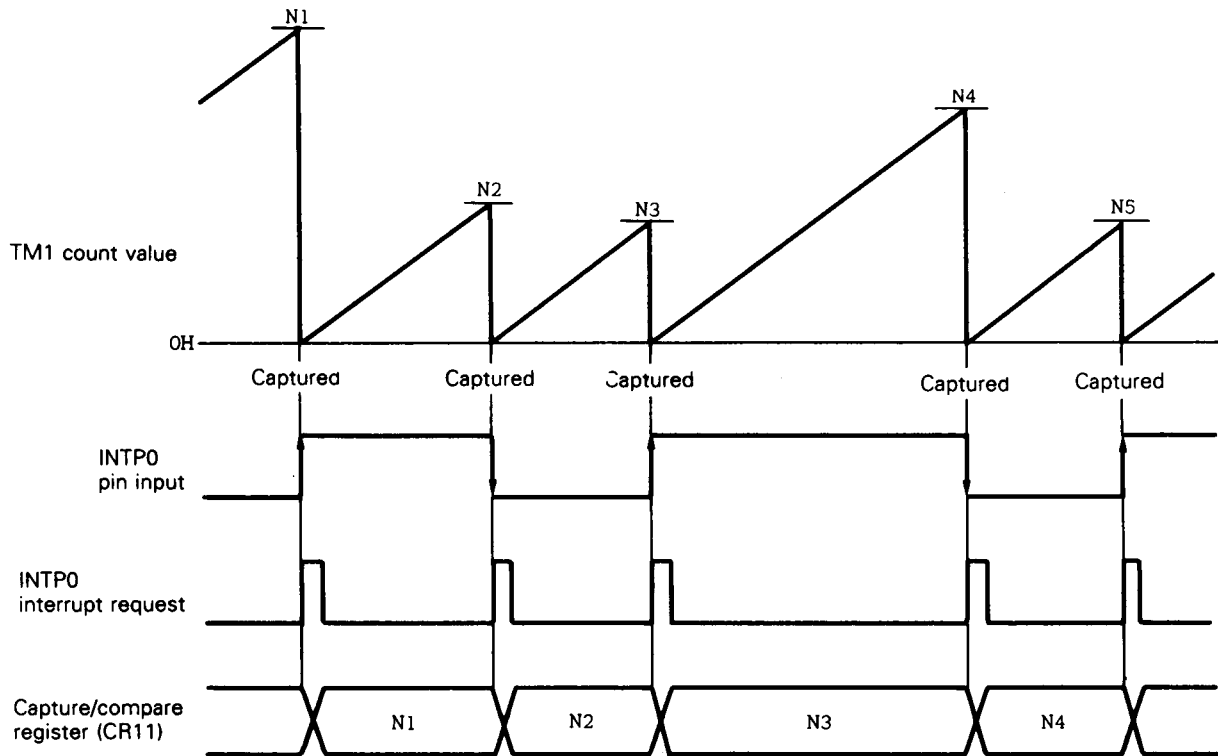 N1
N4
N2
N3
N5
TM1 count value
0H
Captured
Captured
Captured
Captured
Captured
INTP0
pin input
INTP0
interrupt request
Capture/compare
register (CR11)
N1
N2
N3
N4